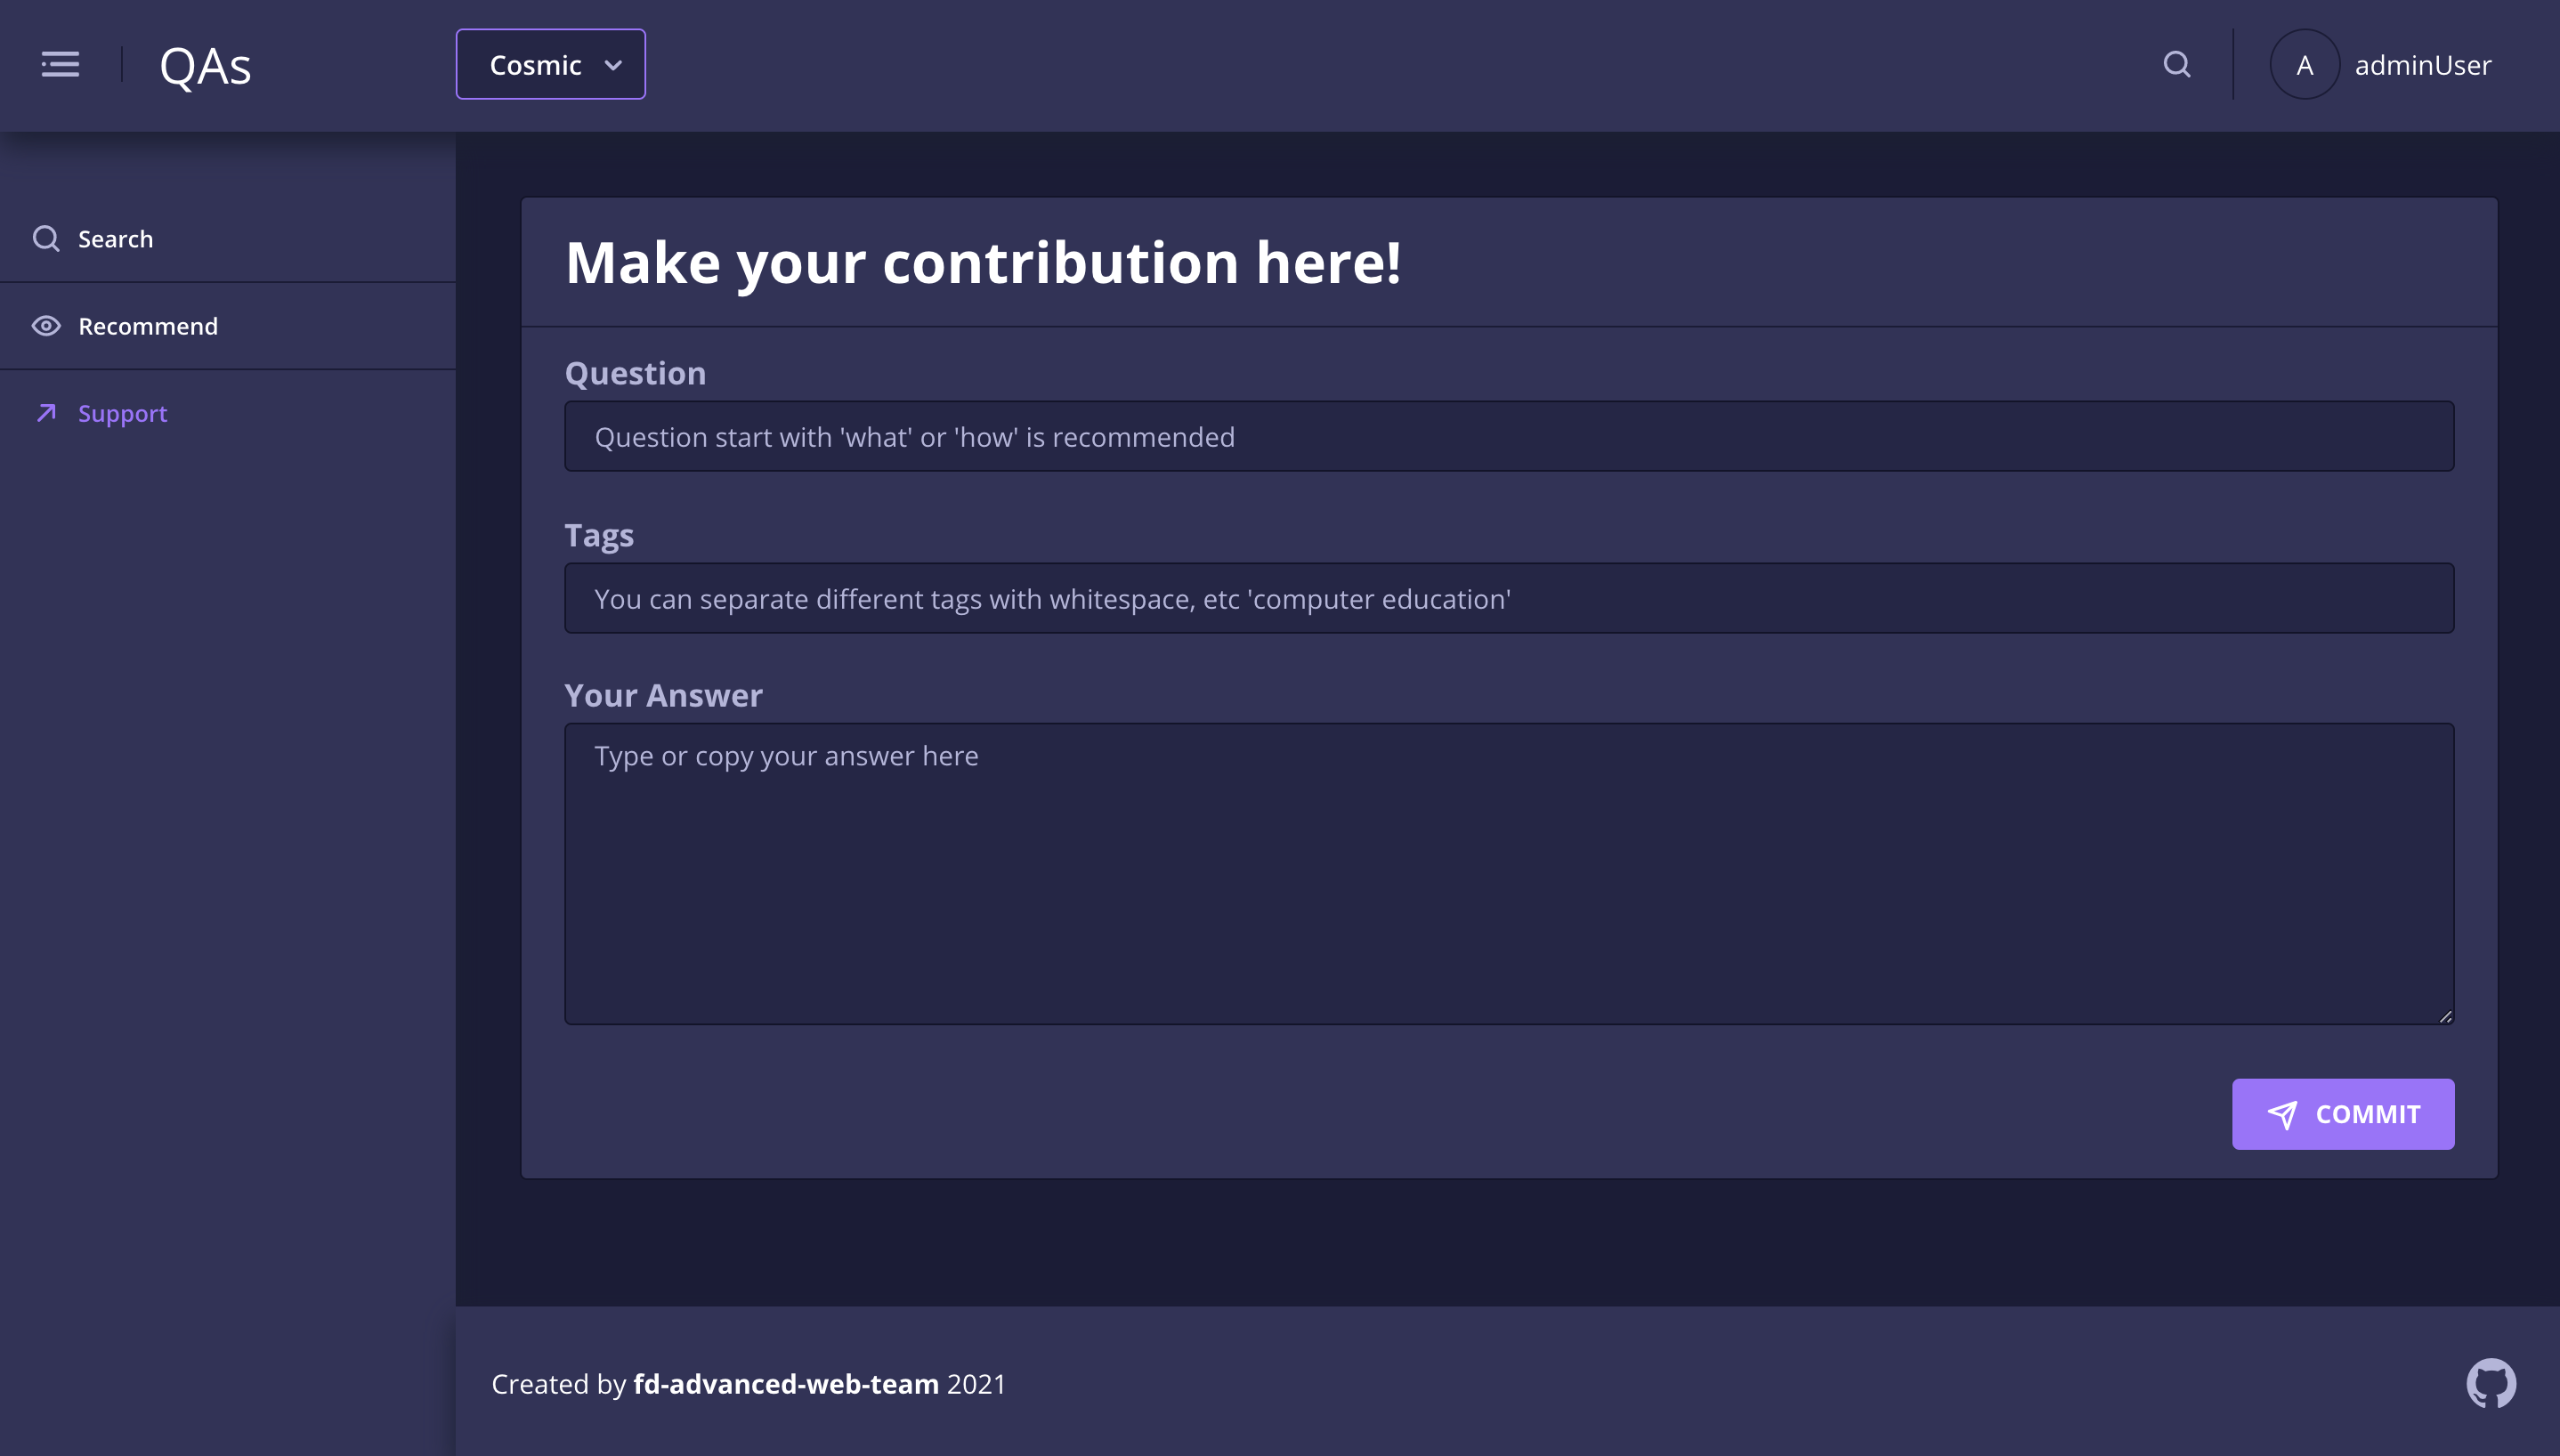 QAs
Cosmic
A
adminUser
Search
Recommend
Support
Make your contribution here!
Question
Question start with 'what' or 'how' is recommended
Tags
You can separate different tags with whitespace, etc 'computer education'
Your Answer
Type or copy your answer here
COMMIT
Created by fd-advanced-web-team 2021